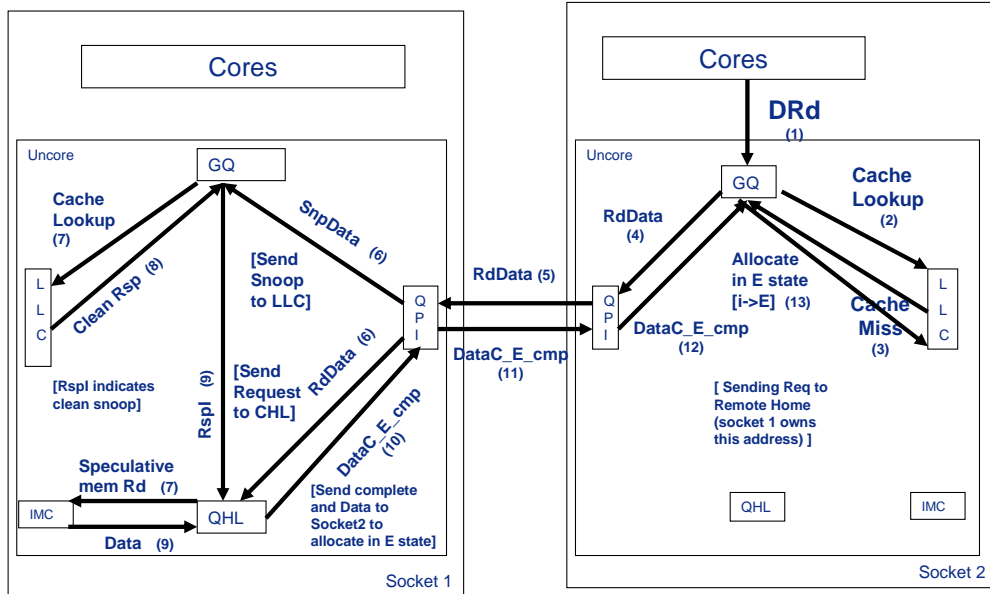 Cores
Uncore
GQ
Cache
Lookup
(7)
SnpData (6)
Clean Rsp (8)
[Send
Snoop
to LLC]
L
L
C
Q
P
I
[RspI indicates
clean snoop]
RspI (9)
[Send
Request
to CHL]
RdData (6)
DataC_E_cmp
(10)
Speculative
mem Rd (7)
IMC
QHL
Data (9)
[Send complete
and Data to
Socket2 to
allocate in E state]
Socket 1
RdData (5)
DataC_E_cmp
(11)
Cores
DRd
(1)
Uncore
GQ
Cache
Lookup
(2)
RdData
(4)
Allocate
in E state
[i->E] (13)
Q
P
I
L
L
C
Cache
Miss
(3)
DataC_E_cmp
(12)
[ Sending Req to
Remote Home
(socket 1 owns
this address) ]
QHL
IMC
Socket 2